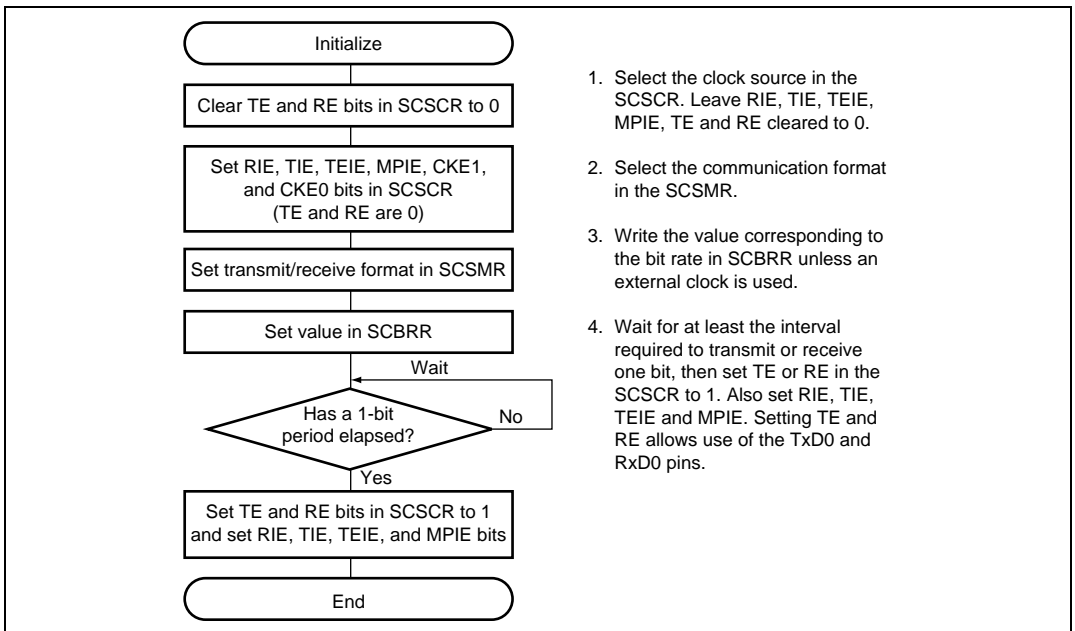 Initialize
Clear TE and RE bits in SCSCR to 0
Set RIE, TIE, TEIE, MPIE, CKE1,
and CKE0 bits in SCSCR
(TE and RE are 0)
Set transmit/receive format in SCSMR
Set value in SCBRR
Wait
Has a 1-bit
period elapsed?
No
Yes
Set TE and RE bits in SCSCR to 1
and set RIE, TIE, TEIE, and MPIE bits
End
1. Select the clock source in the
SCSCR. Leave RIE, TIE, TEIE,
MPIE, TE and RE cleared to 0.
2. Select the communication format
in the SCSMR.
3. Write the value corresponding to
the bit rate in SCBRR unless an
external clock is used.
4. Wait for at least the interval
required to transmit or receive
one bit, then set TE or RE in the
SCSCR to 1. Also set RIE, TIE,
TEIE and MPIE. Setting TE and
RE allows use of the TxD0 and
RxD0 pins.